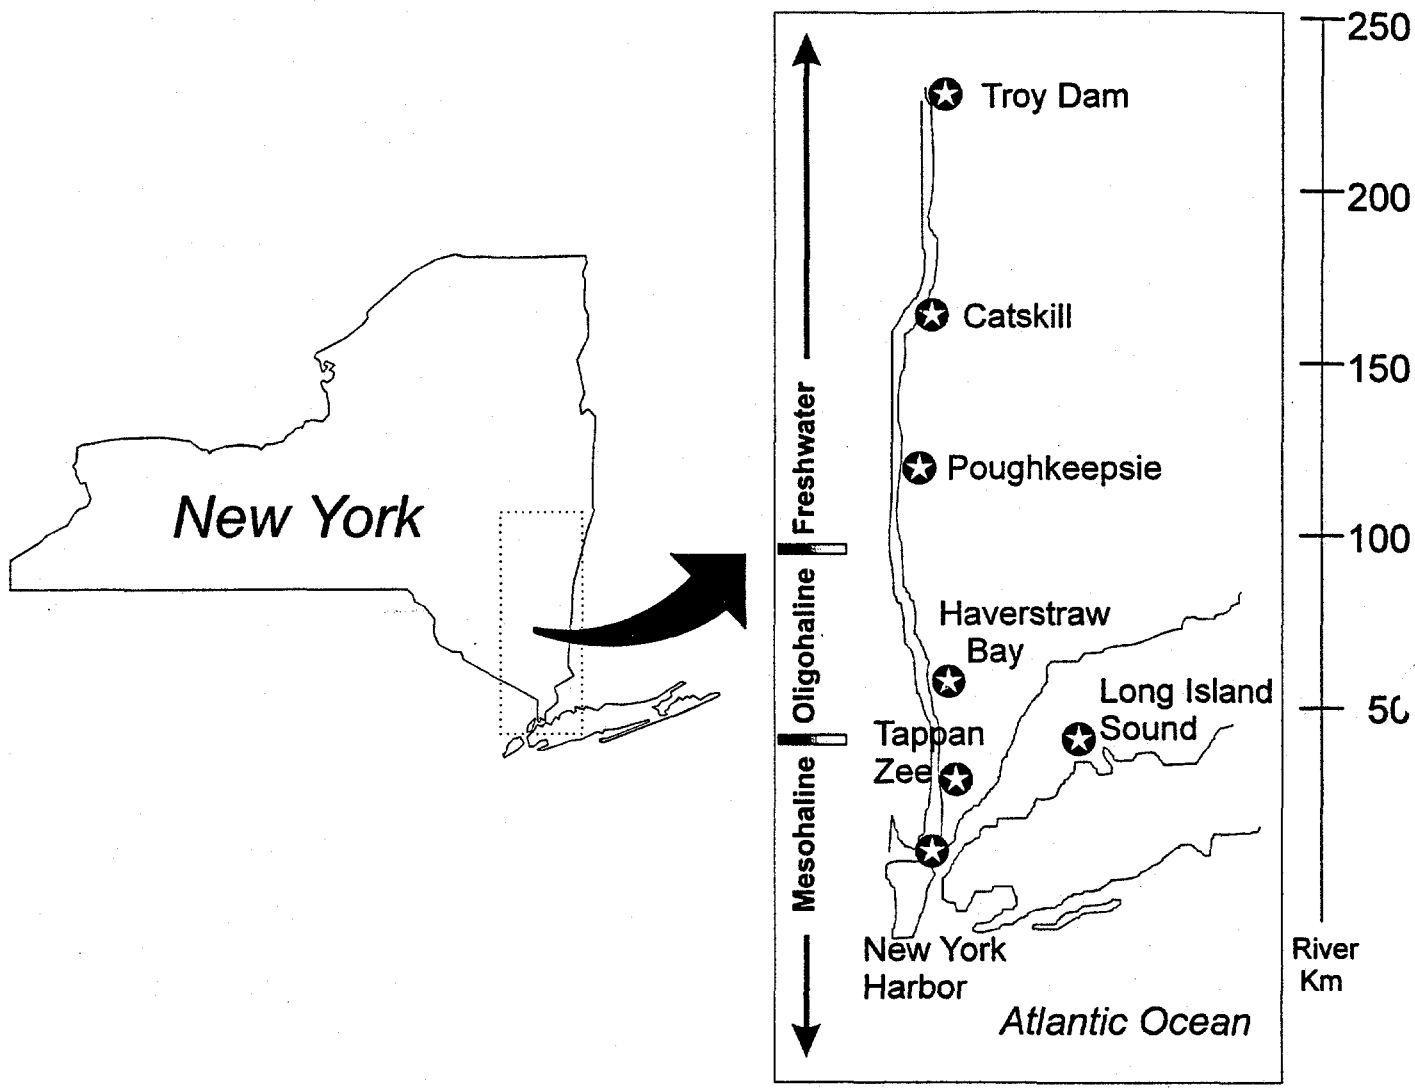 New York
Freshwater
Oligohaline
Mesohaline
Troy Dam
Catskill
Poughkeepsie
Haverstraw
Bay
Long Island
Sound
Tappan
Zee
New York
Harbor
Atlantic Ocean
250
200
150
100
50
River
Km